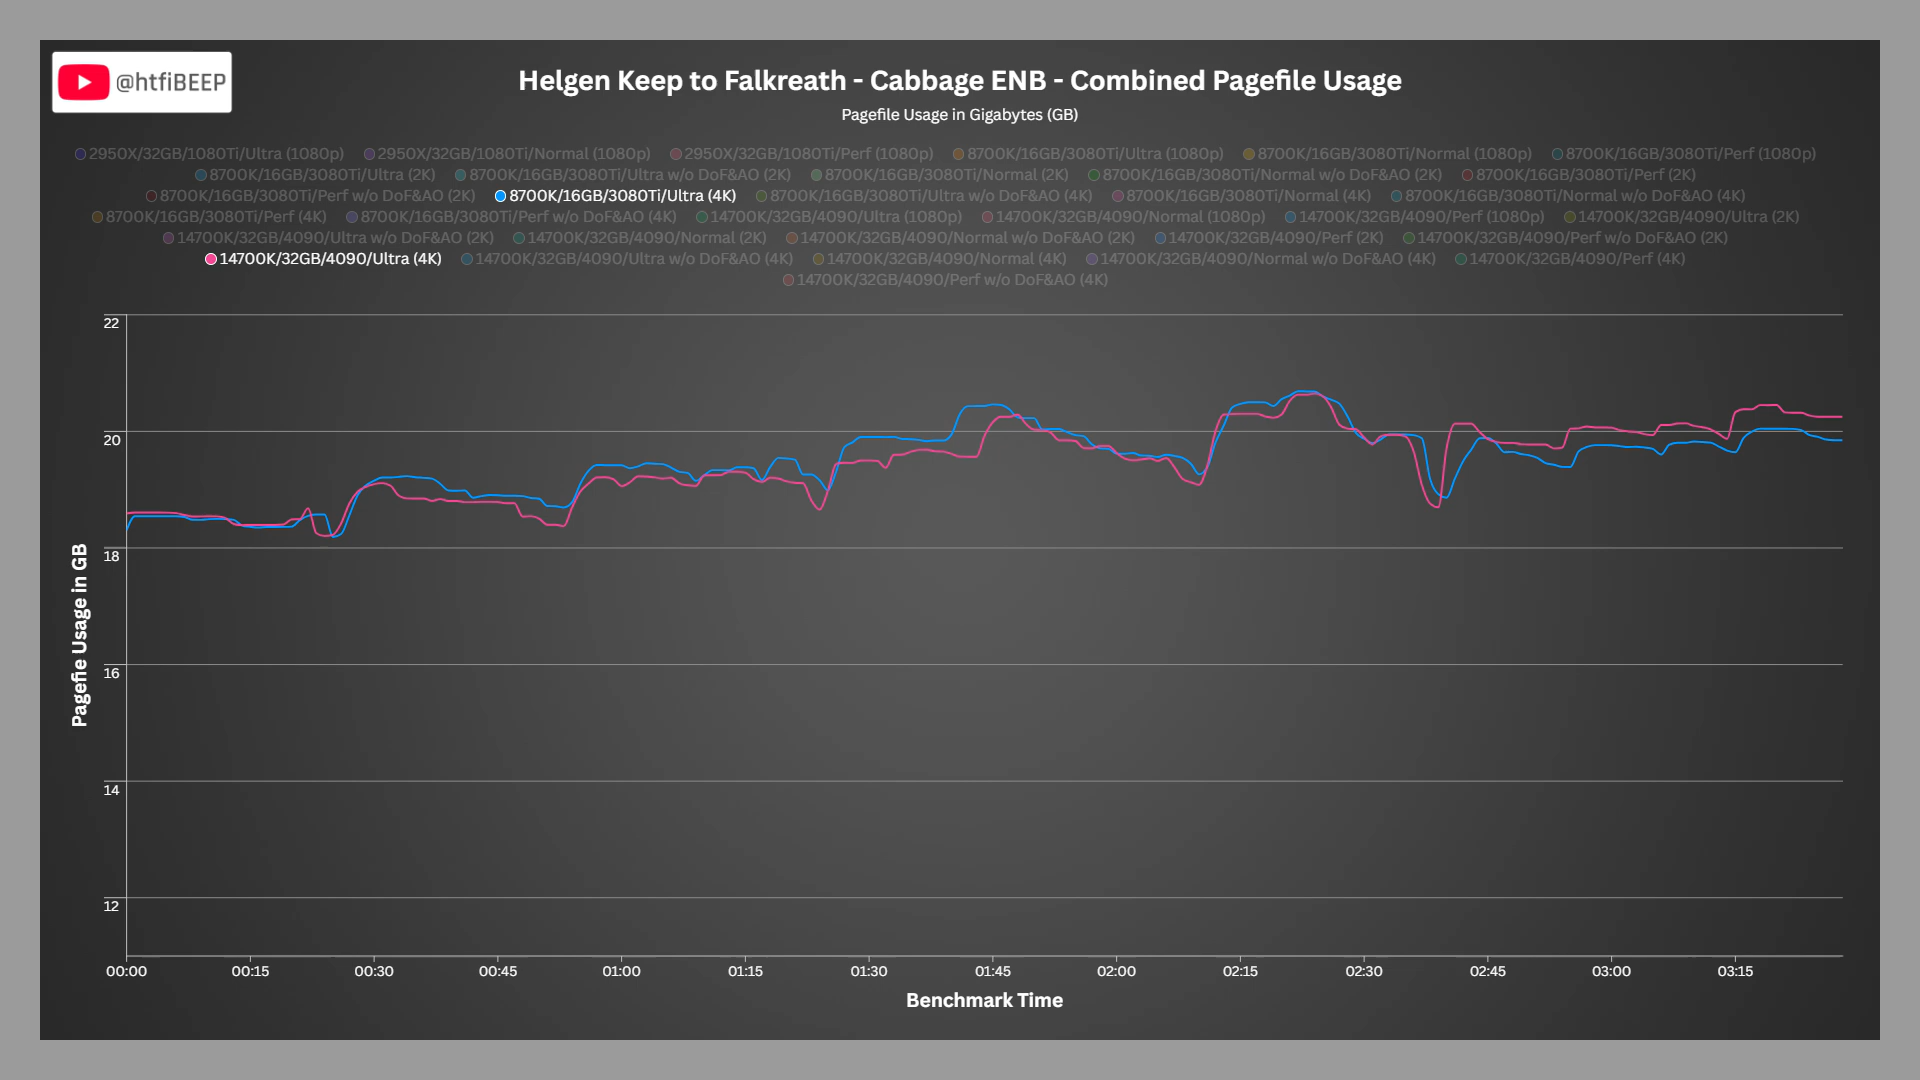 @htfiBEEP
Helgen Keep to Falkreath - Cabbage ENB - Combined Pagefile Usage
Pagefile Usage in Gigabytes (GB)
2950X/32GB/1080Ti/Ultra (1080p) 2950X/32GB/1080Ti/Normal (1080p) 2950X/32GB/1080Ti/Perf (1080p) 8700K/16GB/3080Ti/Ultra (1080p) 8700K/16GB/3080Ti/Normal (1080p) 8700K/16GB/3080Ti/Perf (1080p)
8700K/16GB/3080Ti/Ultra (2K) 8700K/16GB/3080Ti/Ultra w/o DoF&AO (2K) 8700K/16GB/3080Ti/Normal (2K) 8700K/16GB/3080Ti/Normal w/o DoF&AO (2K) 8700K/16GB/3080Ti/Perf (2K)
8700K/16GB/3080Ti/Perf w/o DoF&AO (2K) 8700K/16GB/3080Ti/Ultra (4K) 8700K/16GB/3080Ti/Ultra w/o DoF&AO (4K) 8700K/16GB/3080Ti/Normal (4K) 8700K/16GB/3080Ti/Normal w/o DoF&AO (4K)
8700K/16GB/3080Ti/Perf (4K) 8700K/16GB/3080Ti/Perf w/o DoF&AO (4K) 14700K/32GB/4090/Ultra (1080p) 14700K/32GB/4090/Normal (1080p) 14700K/32GB/4090/Perf (1080p) 14700K/32GB/4090/Ultra (2K)
14700K/32GB/4090/Ultra w/o DoF&AO (2K) 14700K/32GB/4090/Normal (2K) 14700K/32GB/4090/Normal w/o DoF&AO (2K) 14700K/32GB/4090/Perf (2K) 14700K/32GB/4090/Perf w/o DoF&AO (2K)
14700K/32GB/4090/Ultra (4K) 14700K/32GB/4090/Ultra w/o DoF&AO (4K) 14700K/32GB/4090/Normal (4K) 14700K/32GB/4090/Normal w/o DoF&AO (4K) 14700K/32GB/4090/Perf (4K)
14700K/32GB/4090/Perf w/o DoF&AO (4K)
Pagefie Usage in GB
22
20
18
16
14
12
00:00 00:15 00:30 00:45 01:00 01:15 01:30 01:45 02:00 02:15 02:30 02:45 03:00 03:15
Benchmark Time